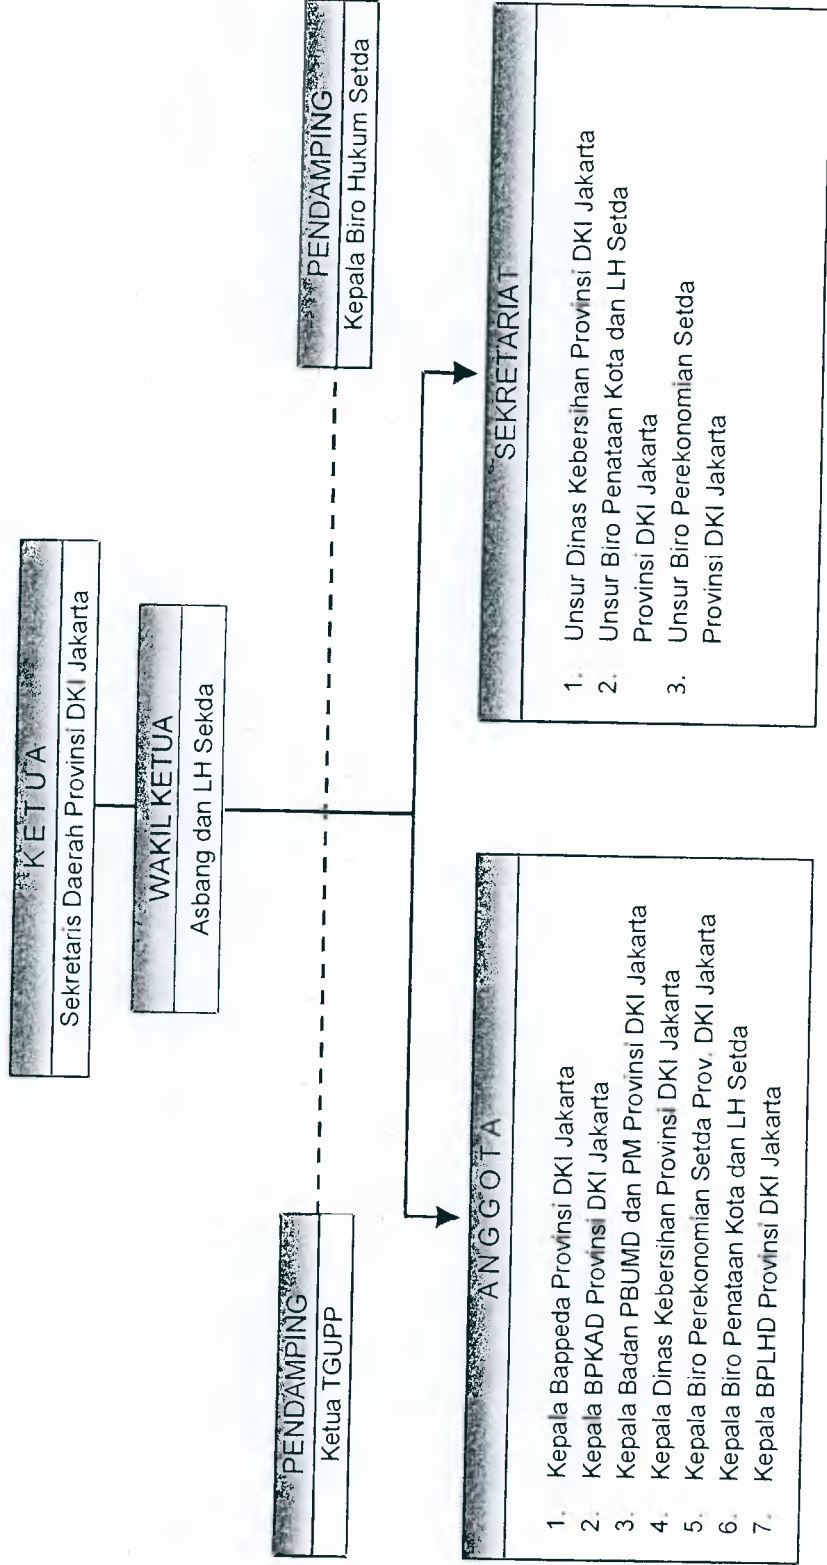 K E T U A
Sekretaris Daerah Provinsi DKI Jakarta
WAKIL KETUA
Asbang dan LH Sekda
PENDAMPING
Ketua TGUPP
PENDAMPING
Kepala Biro Hukum Setda
A N G G O T A
1. Kepala Bappeda Provinsi DKI Jakarta
2. Kepala BPKAD Provinsi DKI Jakarta
3. Kepala Badan PBUMD dan PM Provinsi DKI Jakarta
4. Kepala Dinas Kebersihan Provinsi DKI Jakarta
5. Kepala Biro Perekonomian Setda Prov. DKI Jakarta
6. Kepala Biro Penataan Kota dan LH Setda
7. Kepala BPLHD Provinsi DKI Jakarta
SEKRETARIAT
1. Unsur Dinas Kebersihan Provinsi DKI Jakarta
2. Unsur Biro Penataan Kota dan LH Setda
Provinsi DKI Jakarta
3. Unsur Biro Perekonomian Setda
Provinsi DKI Jakarta